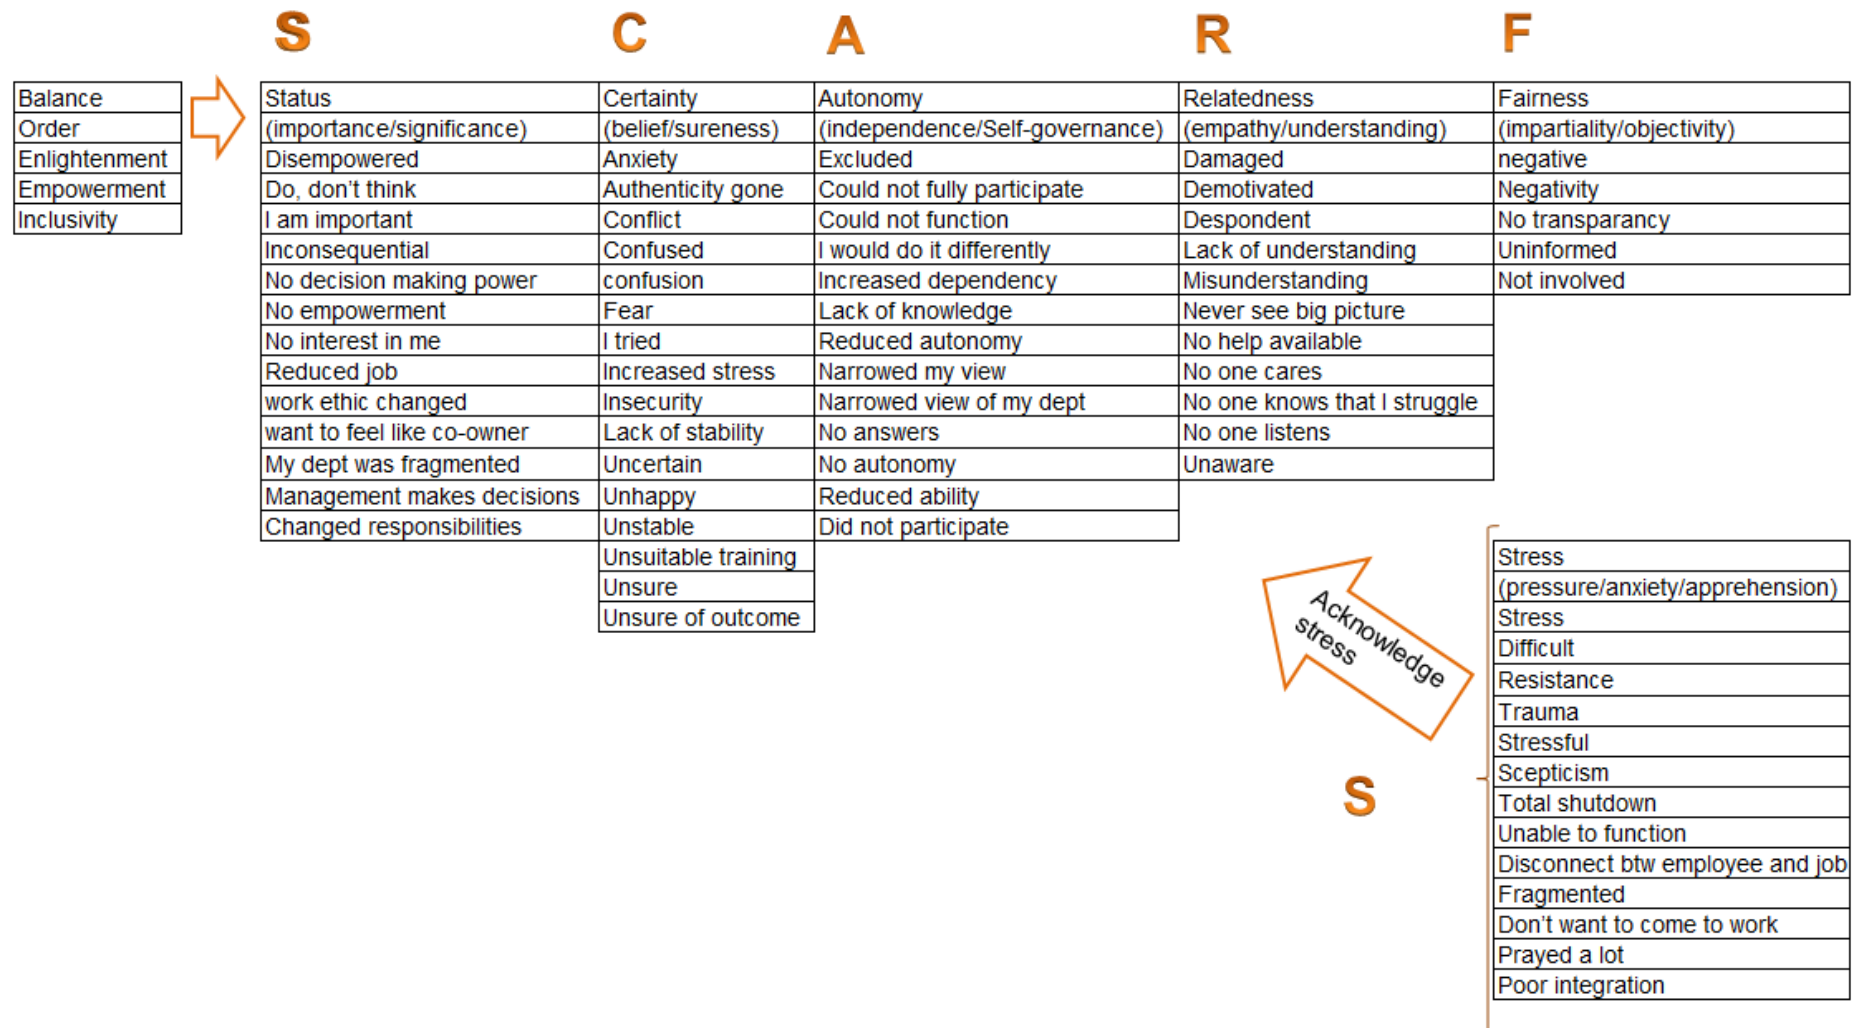 S C A R F
Balance
Order
Enlightenment
Empowerment
Inclusivity
Status
(importance/significance)
Disempowered
Do, don't think
I am important
Inconsequential
No decision making power
No empowerment
No interest in me
Reduced job
work ethic changed
want to feel like co-owner
My dept was fragmented
Management makes decisions
Changed responsibilities
Certainty
(belief/sureness)
Anxiety
Authenticity gone
Conflict
Confused
confusion
Fear
I tried
Increased stress
Insecurity
Lack of stability
Uncertain
Unhappy
Unstable
Unsuitable training
Unsure
Unsure of outcome
Autonomy
(independence/Self-governance)
Excluded
Could not fully participate
Could not function
I would do it differently
Increased dependency
Lack of knowledge
Reduced autonomy
Narrowed my view
Narrowed view of my dept
No answers
No autonomy
Reduced ability
Did not participate
Relatedness
(empathy/understanding)
Damaged
Demotivated
Despondent
Lack of understanding
Misunderstanding
Never see big picture
No help available
No one cares
No one knows that I struggle
No one listens
Unaware
Fairness
(impartiality/objectivity)
negative
Negativity
No transparancy
Uninformed
Not involved
Acknowledge
stress
S
Stress
(pressure/anxiety/apprehension)
Stress
Difficult
Resistance
Trauma
Stressful
Scepticism
Total shutdown
Unable to function
Disconnect btw employee and job
Fragmented
Don't want to come to work
Prayed a lot
Poor integration